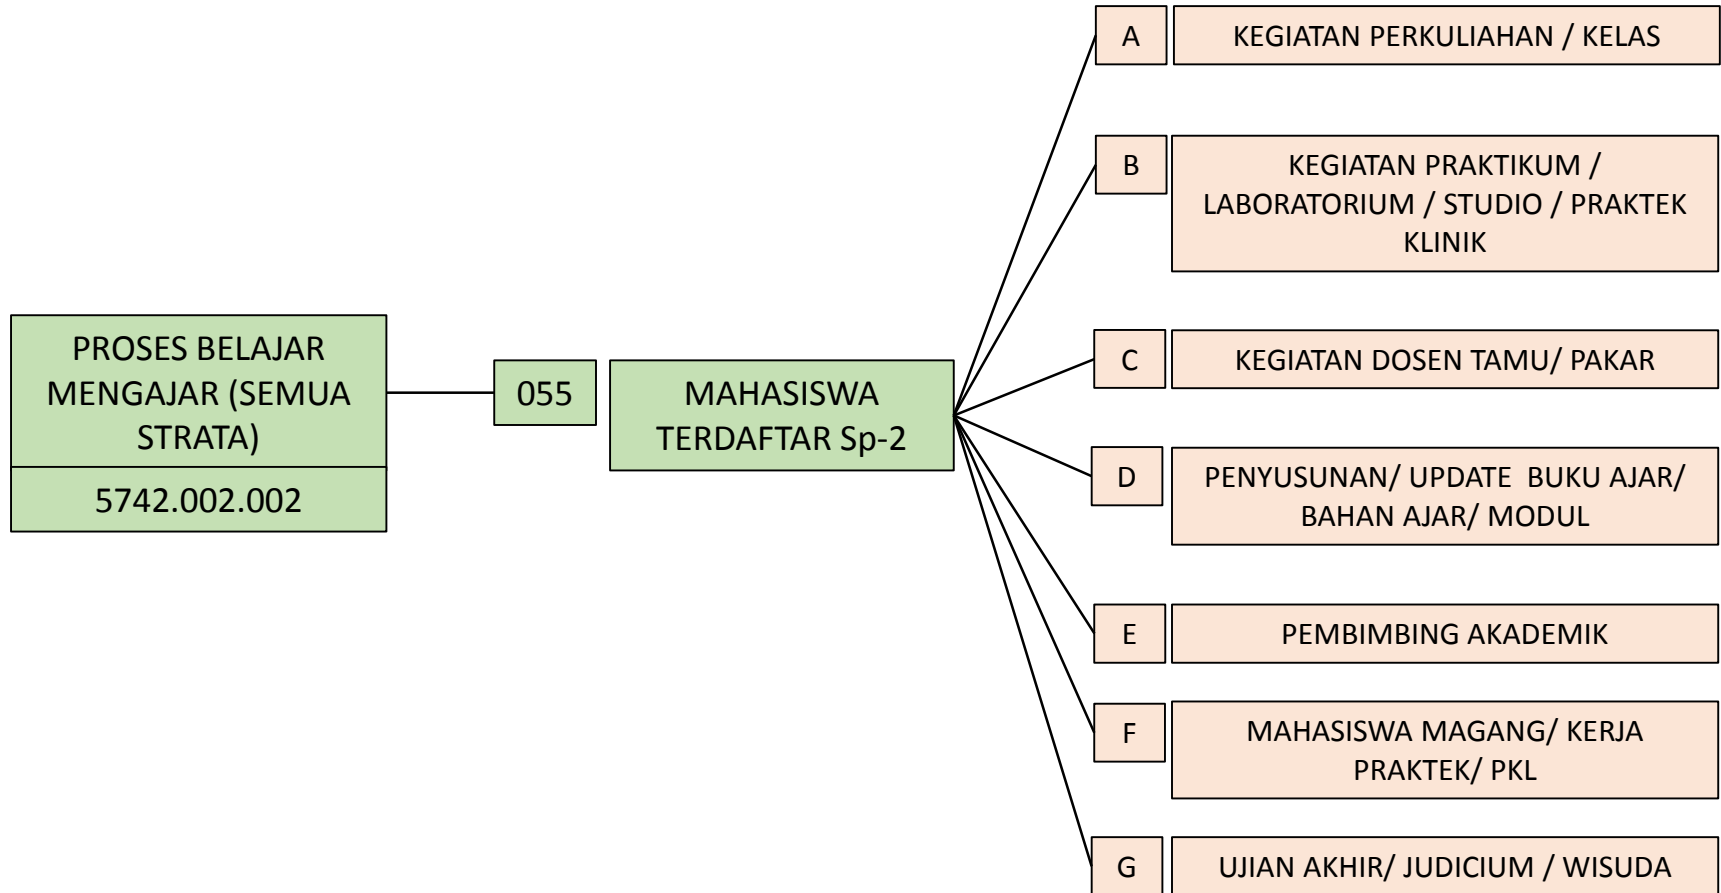 PROSES BELAJAR
MENGAJAR (SEMUA
STRATA)
5742.002.002
055
MAHASISWA
TERDAFTAR Sp-2
A
KEGIATAN PERKULIAHAN / KELAS
B
KEGIATAN PRAKTIKUM /
LABORATORIUM / STUDIO / PRAKTEK
KLINIK
C
KEGIATAN DOSEN TAMU/ PAKAR
D
PENYUSUNAN/ UPDATE  BUKU AJAR/
BAHAN AJAR/ MODUL
E
PEMBIMBING AKADEMIK
F
MAHASISWA MAGANG/ KERJA
PRAKTEK/ PKL
G
UJIAN AKHIR/ JUDICIUM / WISUDA